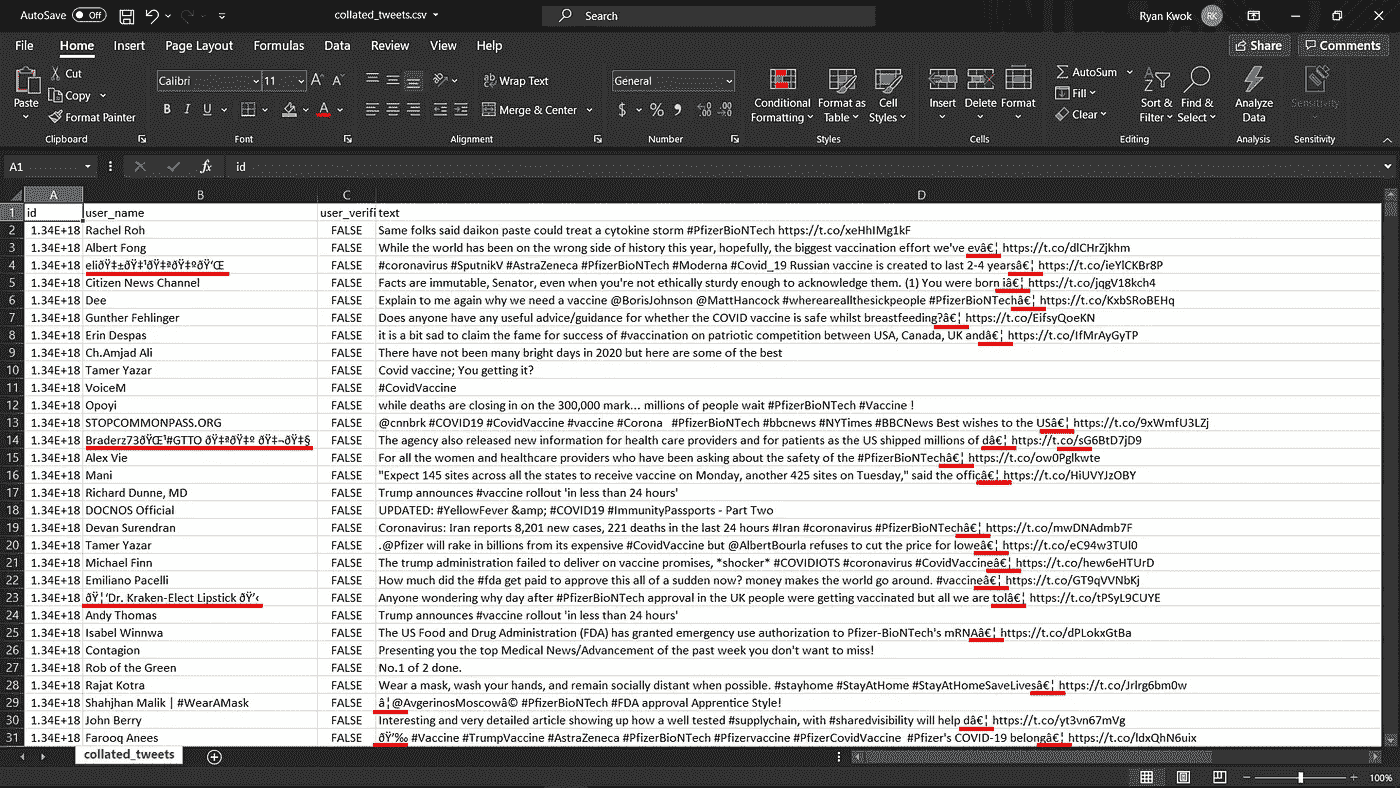 AutoSave Off collated_tweets.csv Search Ryan Kwok RK
File Home Insert Page Layout Formulas Data Review View Help Share Comments
Paste Cut Copy Format Painter Calibri 11 A A B I U A ab Wrap Text Merge & Center General $ % Conditional Formatting Format as Table Cell Styles Insert Delete Format AutoSum Fill Clear Sort & Filter Find & Select Analyze Data Sensitivity
Clipboard Font Alignment Number Styles Cells Editing Analysis Sensitivity
A1 fx id
A B C D
1 id user_name user_verifi text
2 1.34E+18 Rachel Roh FALSE Same folks said daikon paste could treat a cytokine storm #PfizerBioNTech https://t.co/xeHhIMg1kF
3 1.34E+18 Albert Fong FALSE While the world has been on the wrong side of history this year, hopefully, the biggest vaccination effort we've evâ€¦ https://t.co/dlCHrZjkhm
4 1.34E+18 eliðŸ‡±ðŸ‡¹ðŸ‡ªðŸ‡ºðŸ‘Œ FALSE #coronavirus #SputnikV #AstraZeneca #PfizerBioNTech #Moderna #Covid_19 Russian vaccine is created to last 2-4 yearsâ€¦ https://t.co/ieYlCKBr8P
5 1.34E+18 Citizen News Channel FALSE Facts are immutable, Senator, even when you're not ethically sturdy enough to acknowledge them. (1) You were born iâ€¦ https://t.co/jqgV18kch4
6 1.34E+18 Dee FALSE Explain to me again why we need a vaccine @BorisJohnson @MattHancock #whereareallthesickpeople #PfizerBioNTechâ€¦ https://t.co/KxbSRoBEHq
7 1.34E+18 Gunther Fehlinger FALSE Does anyone have any useful advice/guidance for whether the COVID vaccine is safe whilst breastfeeding?â€¦ https://t.co/EifsyQoeKN
8 1.34E+18 Erin Despas FALSE it is a bit sad to claim the fame for success of #vaccination on patriotic competition between USA, Canada, UK andâ€¦ https://t.co/IfMrAyGyTP
9 1.34E+18 Ch.Amjad Ali FALSE There have not been many bright days in 2020 but here are some of the best
10 1.34E+18 Tamer Yazar FALSE Covid vaccine; You getting it?
11 1.34E+18 VoiceM FALSE #CovidVaccine
12 1.34E+18 Opoyi FALSE while deaths are closing in on the 300,000 mark... millions of people wait #PfizerBioNTech #Vaccine !
13 1.34E+18 STOPCOMMONPASS.ORG FALSE @cnnbrk #COVID19 #CovidVaccine #vaccine #Corona #PfizerBioNTech #bbcnews #NYTimes #BBCNews Best wishes to the USâ€¦ https://t.co/9xWmfU3LZj
14 1.34E+18 Braderz73ðŸŒ¹#GTTO ðŸ‡ªðŸ‡º ðŸ‡¬ðŸ‡§ FALSE The agency also released new information for health care providers and for patients as the US shipped millions of dâ€¦ https://t.co/sG6BtD7jD9
15 1.34E+18 Alex Vie FALSE For all the women and healthcare providers who have been asking about the safety of the #PfizerBioNTechâ€¦ https://t.co/ow0Pglkwte
16 1.34E+18 Mani FALSE "Expect 145 sites across all the states to receive vaccine on Monday, another 425 sites on Tuesday," said the officâ€¦ https://t.co/HiUVYJzOBY
17 1.34E+18 Richard Dunne, MD FALSE Trump announces #vaccine rollout 'in less than 24 hours'
18 1.34E+18 DOCNOS Official FALSE UPDATED: #YellowFever &amp; #COVID19 #ImmunityPassports - Part Two
19 1.34E+18 Devan Surendran FALSE Coronavirus: Iran reports 8,201 new cases, 221 deaths in the last 24 hours #Iran #coronavirus #PfizerBioNTechâ€¦ https://t.co/mwDNAdmb7F
20 1.34E+18 Tamer Yazar FALSE .@Pfizer will rake in billions from its expensive #CovidVaccine but @AlbertBourla refuses to cut the price for loweâ€¦ https://t.co/eC94w3TUl0
21 1.34E+18 Michael Finn FALSE The trump administration failed to deliver on vaccine promises, *shocker* #COVIDIOTS #coronavirus #CovidVaccineâ€¦ https://t.co/hew6eHTUrD
22 1.34E+18 Emiliano Pacelli FALSE How much did the #fda get paid to approve this all of a sudden now? money makes the world go around. #vaccineâ€¦ https://t.co/GT9qVVNbKj
23 1.34E+18 ðŸ¦‘Dr. Kraken-Elect Lipstick ðŸ’‹ FALSE Anyone wondering why day after #PfizerBioNTech approval in the UK people were getting vaccinated but all we are tolâ€¦ https://t.co/tPSyL9CUYE
24 1.34E+18 Andy Thomas FALSE Trump announces #vaccine rollout 'in less than 24 hours'
25 1.34E+18 Isabel Winnwa FALSE The US Food and Drug Administration (FDA) has granted emergency use authorization to Pfizer-BioNTech's mRNAâ€¦ https://t.co/dPLokxGtBa
26 1.34E+18 Contagion FALSE Presenting you the top Medical News/Advancement of the past week you don't want to miss!
27 1.34E+18 Rob of the Green FALSE No.1 of 2 done.
28 1.34E+18 Rajat Kotra FALSE Wear a mask, wash your hands, and remain socially distant when possible. #stayhome #StayAtHome #StayAtHomeSaveLivesâ€¦ https://t.co/Jrlrg6bm0w
29 1.34E+18 Shahjhan Malik | #WearAMask FALSE â¦@AvgerinosMoscowâ© #PfizerBioNTech #FDA approval Apprentice Style!
30 1.34E+18 John Berry FALSE Interesting and very detailed article showing up how a well tested #supplychain, with #sharedvisibility will help dâ€¦ https://t.co/yt3vn67mVg
31 1.34E+18 Farooq Anees FALSE ðŸ’‰ #Vaccine #TrumpVaccine #AstraZeneca #PfizerBioNTech #Pfizervaccine #PfizerCovidVaccine #Pfizer's COVID-19 belongâ€¦ https://t.co/ldxQhN6uix
collated_tweets
100%